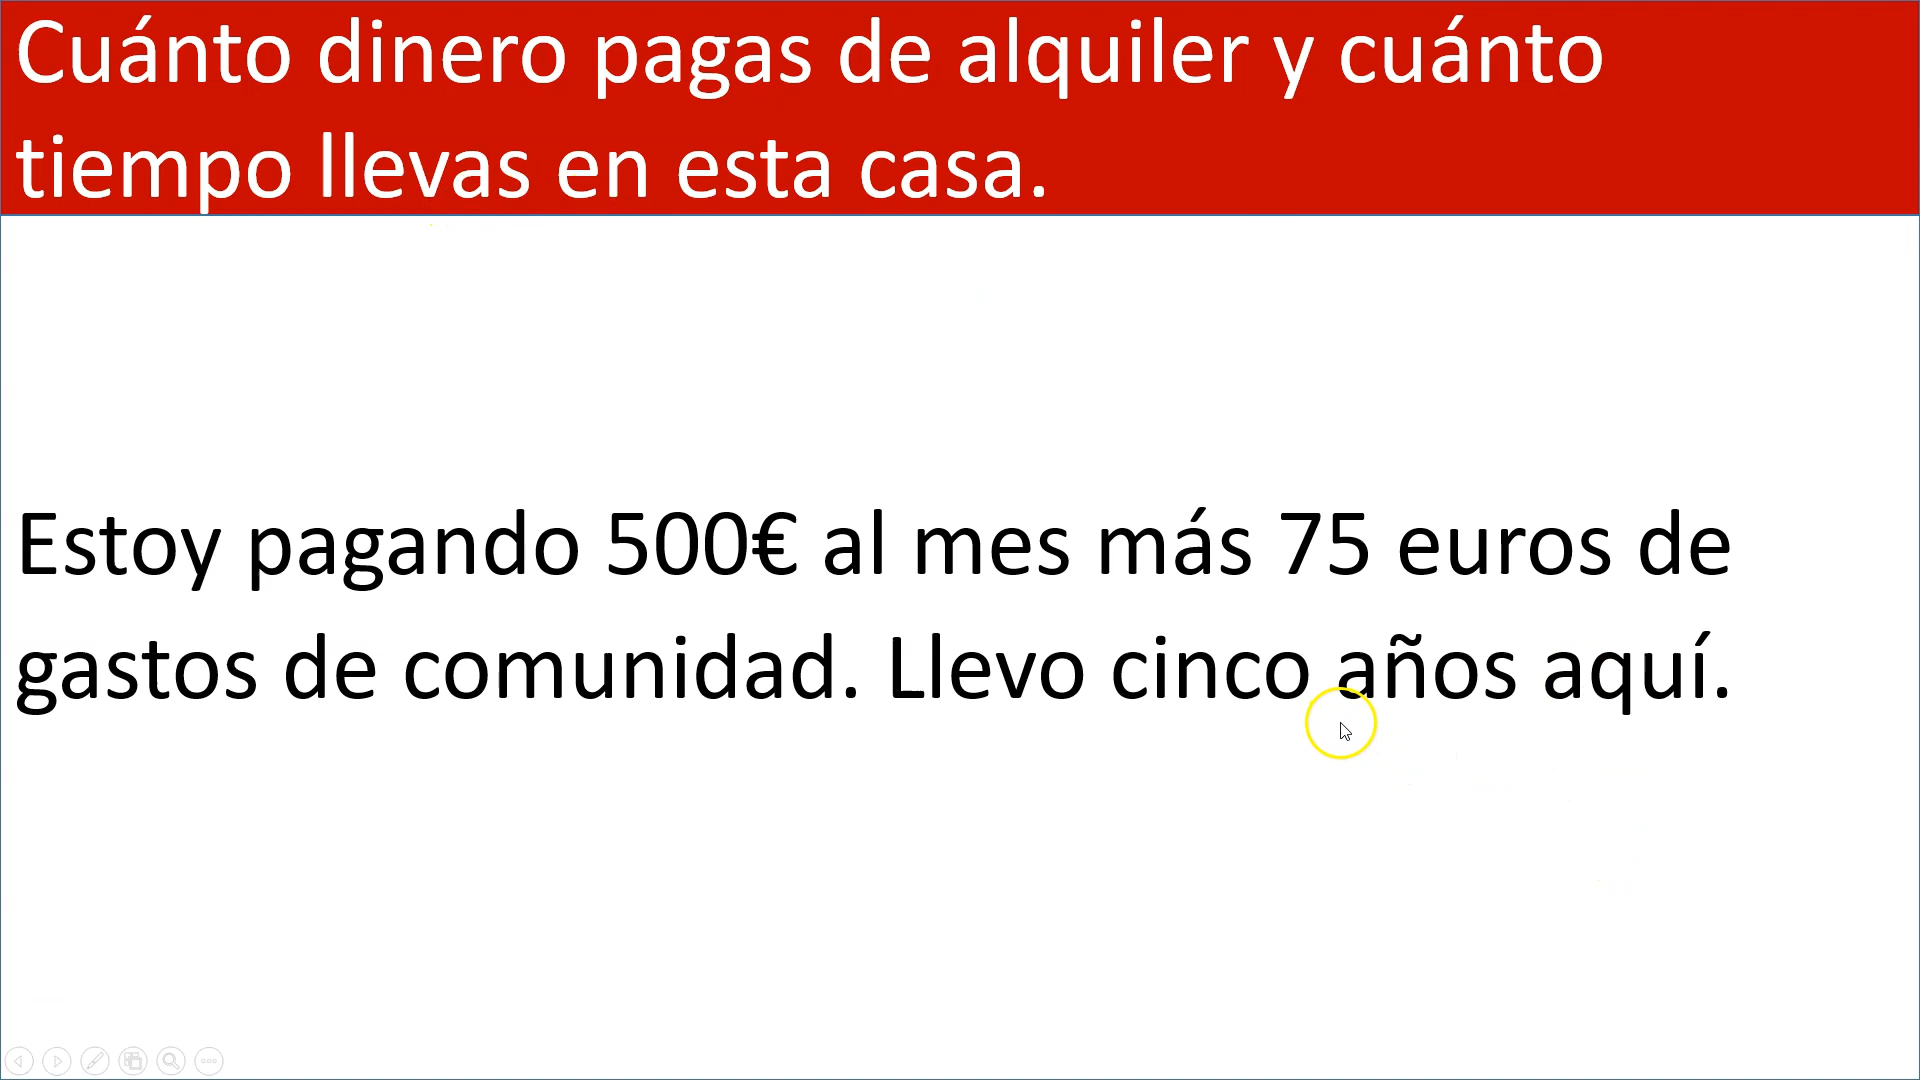 Cuánto dinero pagas de alquiler y cuánto
tiempo llevas en esta casa.
Estoy pagando 500€ al mes más 75 euros de
gastos de comunidad. Llevo cinco años aquí.